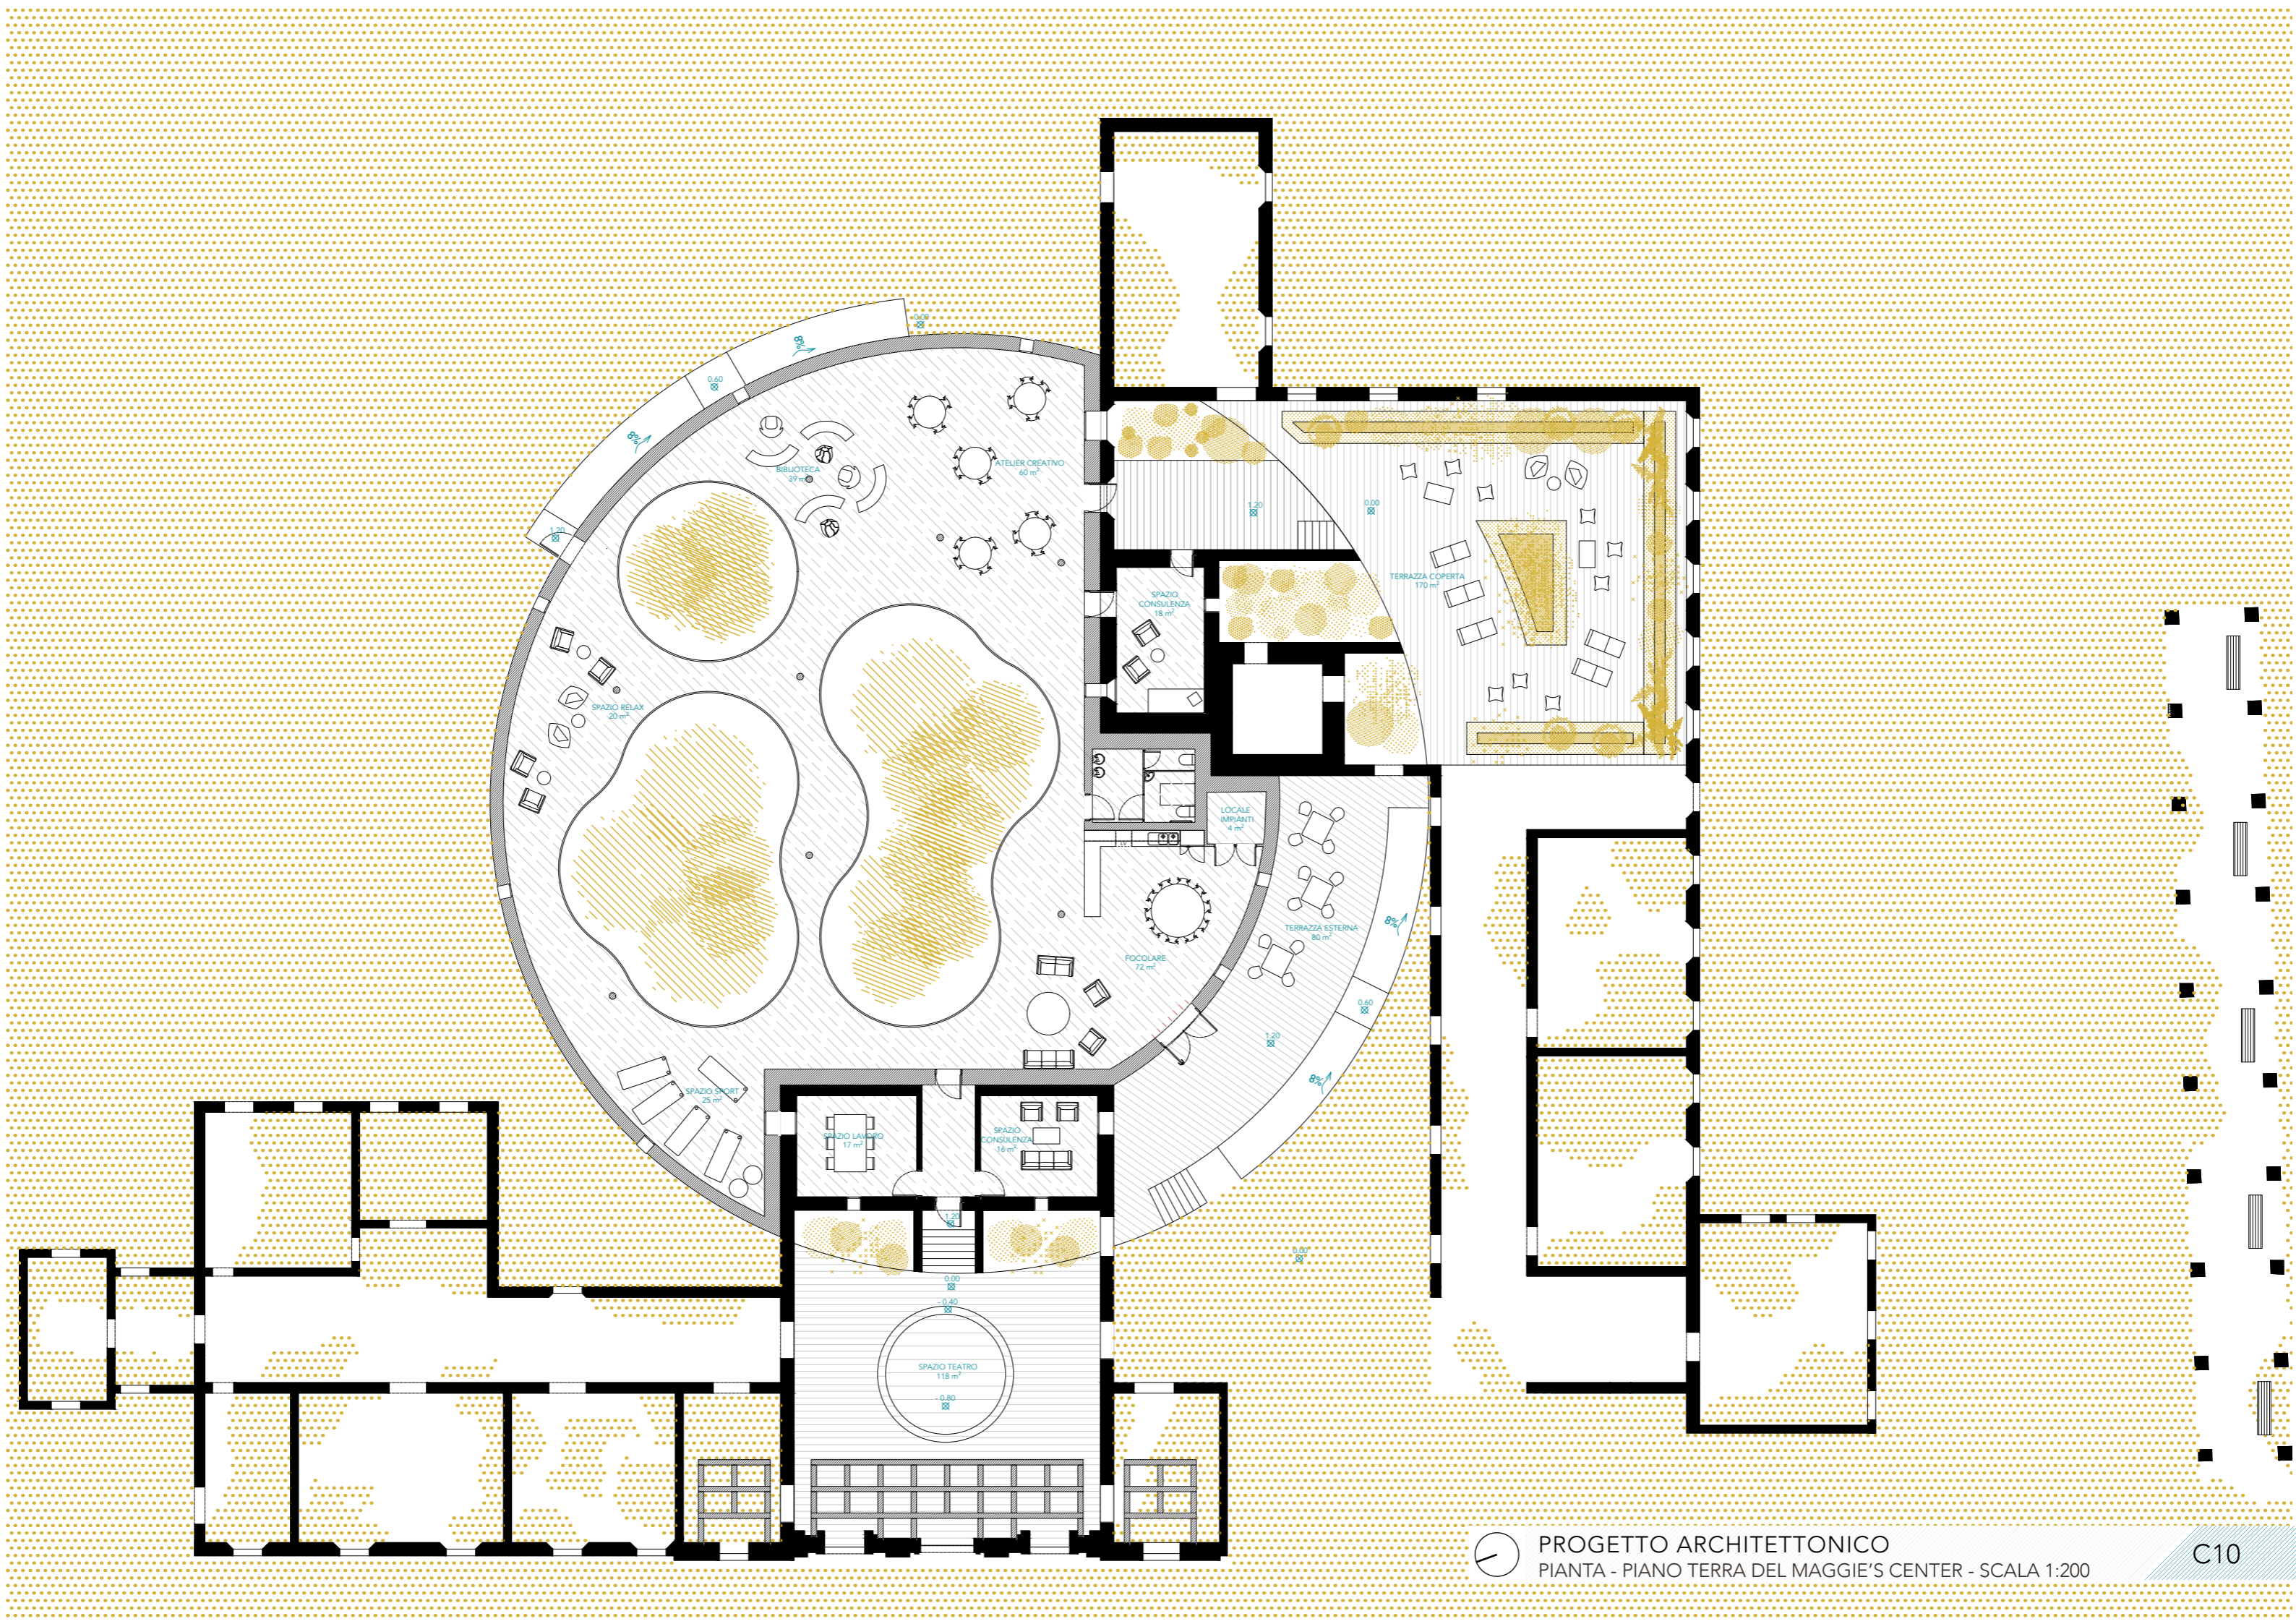 0.00
8%
0.60
8%
BIBLIOTECA
39 m²
ATELIER CREATIVO
60 m²
1.20
1.20
0.00
TERRAZZA COPERTA
170 m²
SPAZIO
CONSULENZA
18 m²
SPAZIO RELAX
20 m²
LOCALE
IMPIANTI
4 m²
8%
TERRAZZA ESTERNA
80 m²
FOCOLARE
72 m²
0.60
1.20
8%
SPAZIO SPORT
25 m²
SPAZIO LAVORO
17 m²
SPAZIO
CONSULENZA
16 m²
1.20
0.00
0.00
- 0.40
SPAZIO TEATRO
118 m²
- 0.80
PROGETTO ARCHITETTONICO
PIANTA - PIANO TERRA DEL MAGGIE'S CENTER - SCALA 1:200
C10